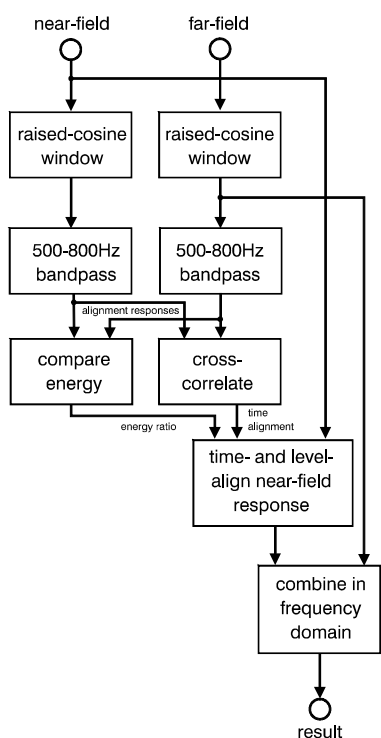 near-field
far-field
raised-cosine
window
raised-cosine
window
500-800Hz
bandpass
500-800Hz
bandpass
alignment responses
compare
energy
cross-
correlate
energy ratio
time
alignment
time- and level-
align near-field
response
combine in
frequency
domain
result